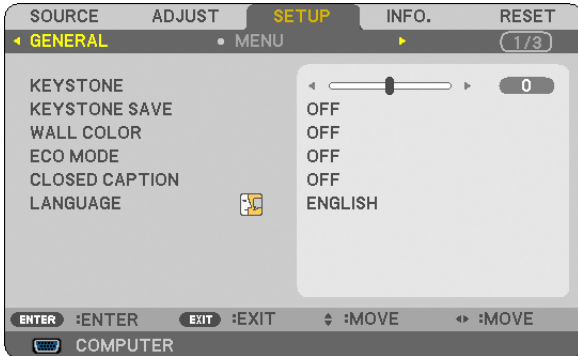 SOURCE ADJUST SETUP INFO. RESET
GENERAL MENU (1/3)
KEYSTONE 0
KEYSTONE SAVE OFF
WALL COLOR OFF
ECO MODE OFF
CLOSED CAPTION OFF
LANGUAGE ENGLISH
ENTER :ENTER EXIT :EXIT :MOVE :MOVE
COMPUTER